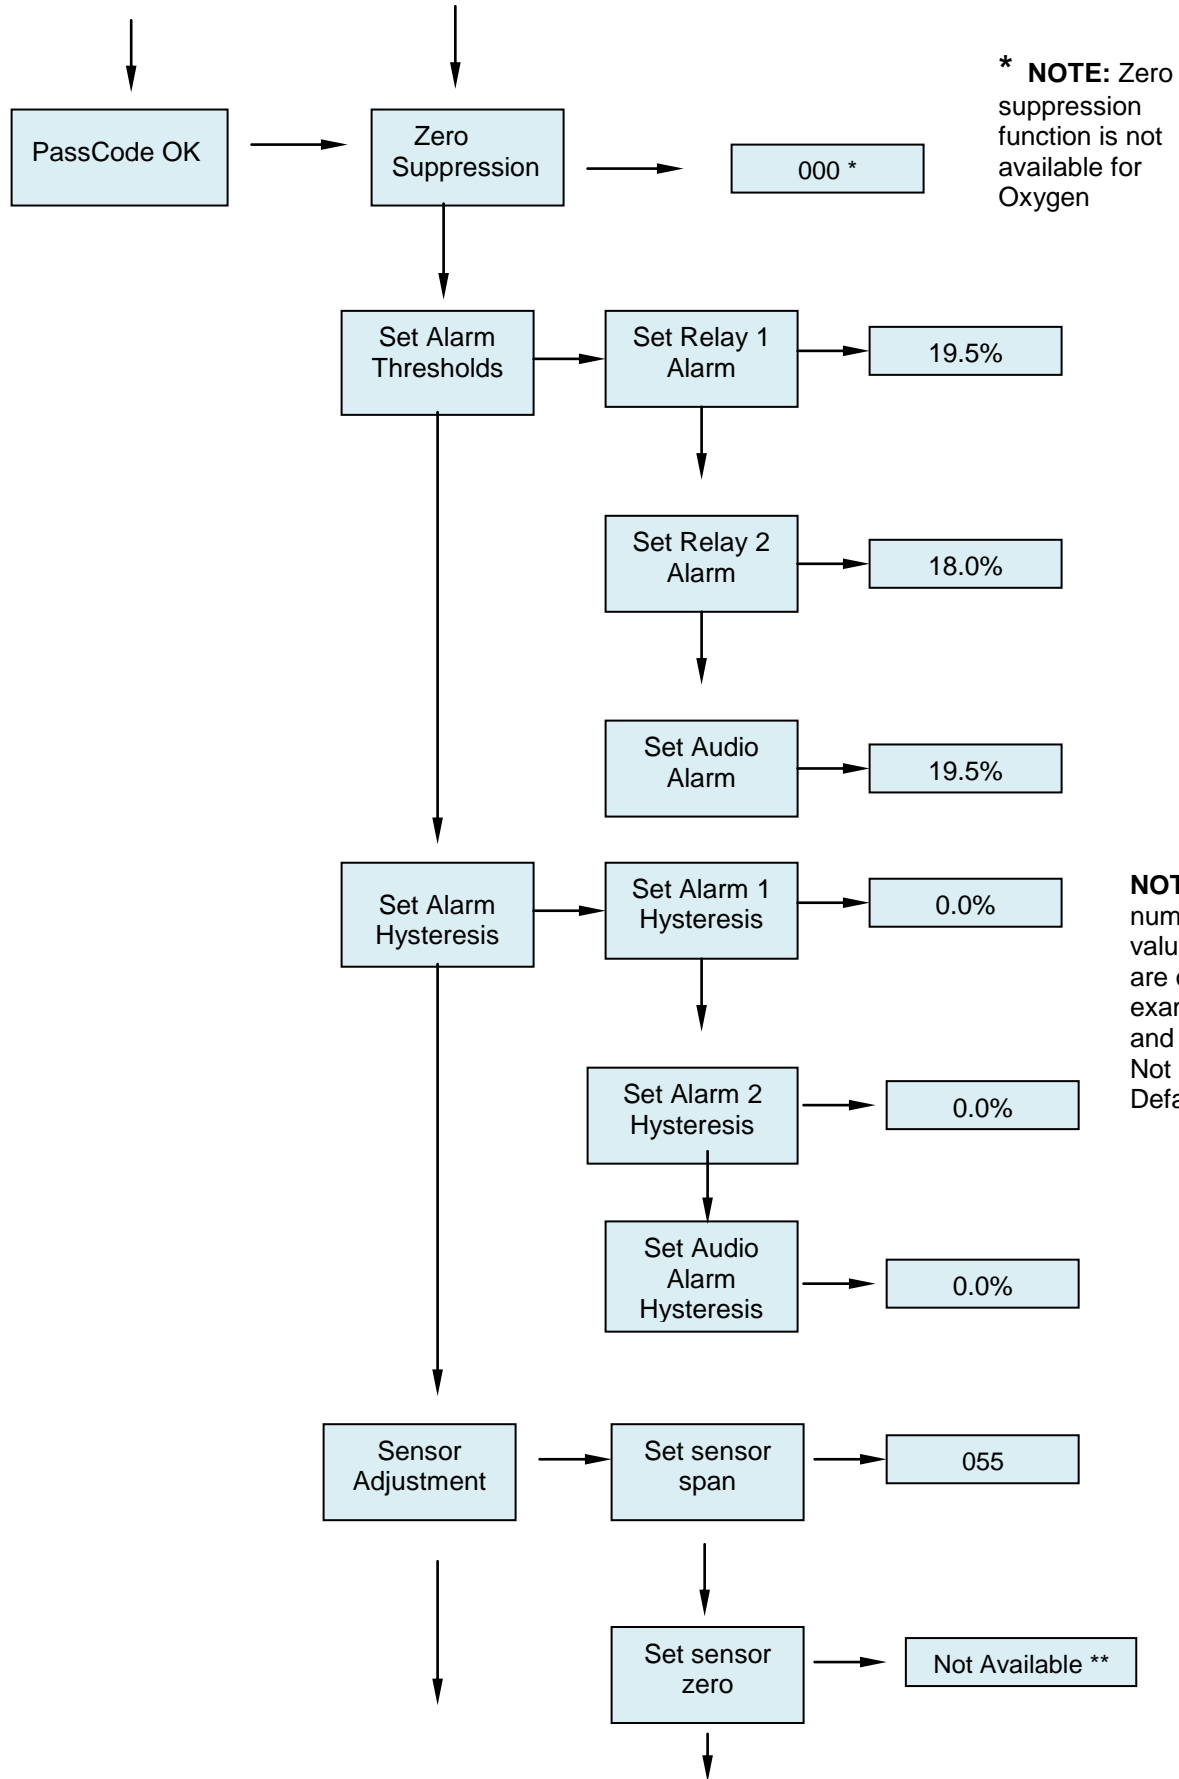 * NOTE: Zero
suppression
function is not
available for
Oxygen
PassCode OK
Zero
Suppression
000 *
Set Alarm
Thresholds
Set Relay 1
Alarm
19.5%
Set Relay 2
Alarm
18.0%
Set Audio
Alarm
19.5%
Set Alarm
Hysteresis
Set Alarm 1
Hysteresis
0.0%
Set Alarm 2
Hysteresis
0.0%
Set Audio
Alarm
Hysteresis
0.0%
are
and
Not
Sensor
Adjustment
Set sensor
span
055
Set sensor
zero
Not Available **